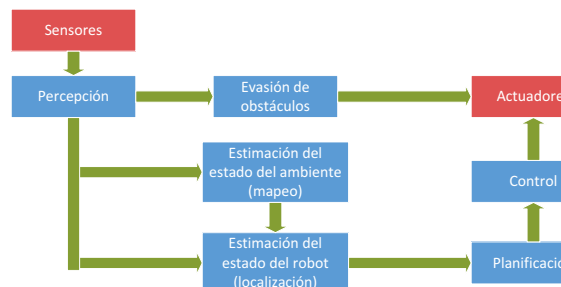 Sensores
Percepción
Evasión de
obstáculos
Actuadore
Estimación del
estado del ambiente
(mapeo)
Control
Estimación del
estado del robot
(localización)
Planificació